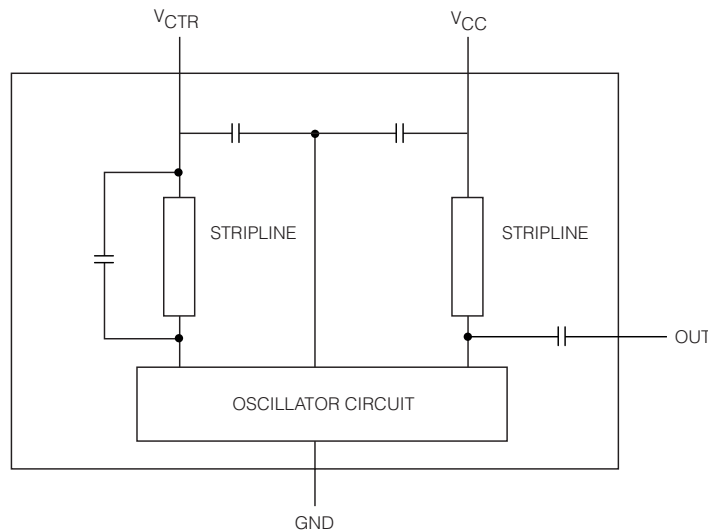 VCTR
VCC
STRIPLINE
STRIPLINE
OUT
OSCILLATOR CIRCUIT
GND